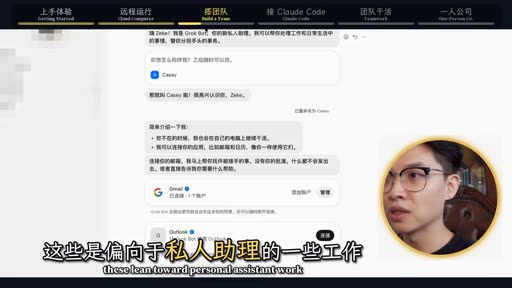 上手体验
Getting Started
远程运行
Cloud Computer
搭团队
Build a Team
接 Claude Code
Claude Code
团队干活
Teamwork
一人公司
One-Person Co.
嗨 Zeke！我是 Grok Bot，你的新私人助理。我可以帮你处理工作和日常生活中的事情，替你分担手头的事务。
你想怎么称呼我？之后随时可以改。
Casey
那就叫 Casey 啦！很高兴认识你，Zeke。
已重命名为 Casey
简单介绍一下我：
• 你不在的时候，我也会在自己的电脑上继续干活。
• 我可以连接你的应用，比如邮箱和日历，像你一样使用它们。
连接你的邮箱，我马上帮你找件能接手的事。没有你的批准，什么都不会发出去。或者直接告诉我你需要什么帮助。
Gmail
已连接 · 1 个账户
添加账户
管理
Outlook
连接
这些是偏向于私人助理的一些工作
these lean toward personal assistant work